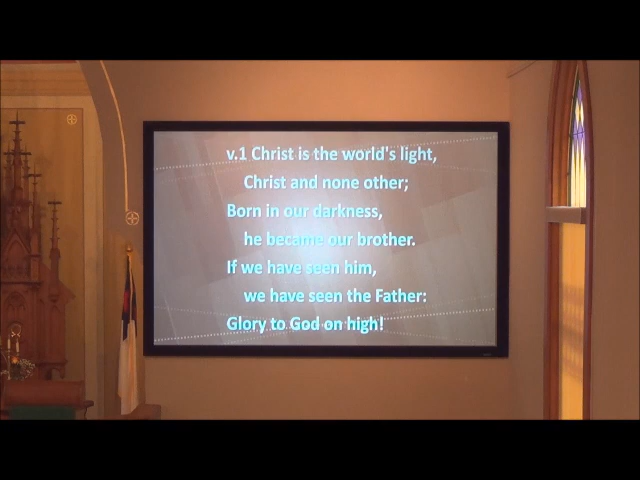 v.1 Christ is the world's light,
Christ and none other;
Born in our darkness,
he became our brother.
If we have seen him,
we have seen the Father:
Glory to God on high!